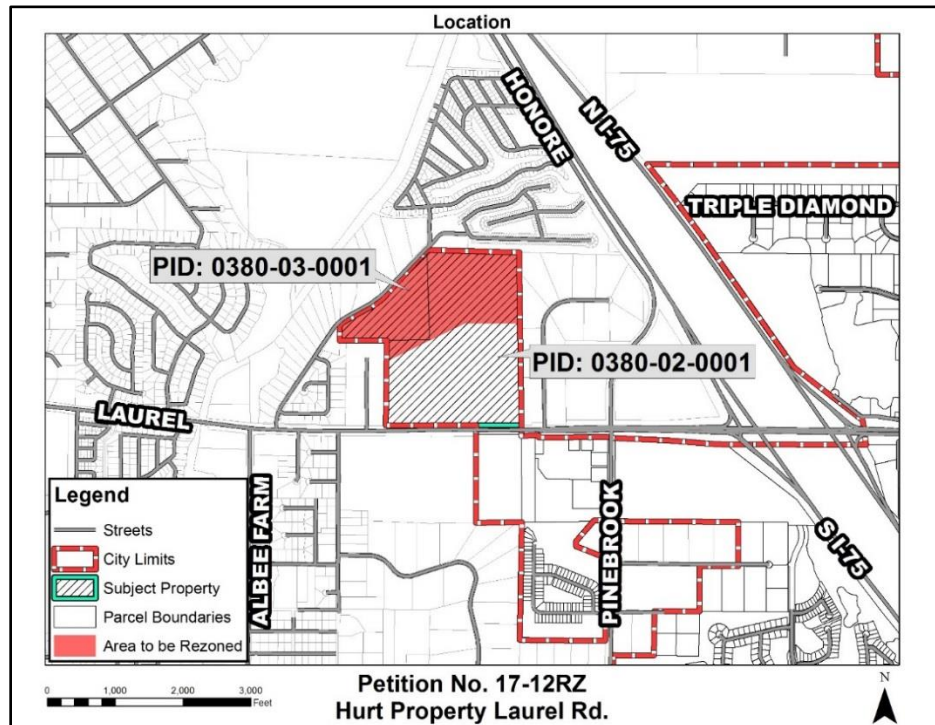 Location
HONORE
N I-75
TRIPLE DIAMOND
PID: 0380-03-0001
PID: 0380-02-0001
LAUREL
ALBEE FARM
PINEBROOK
S I-75
Legend
Streets
City Limits
Subject Property
Parcel Boundaries
Area to be Rezoned
0 1,000 2,000 3,000
Feet
Petition No. 17-12RZ
Hurt Property Laurel Rd.
N